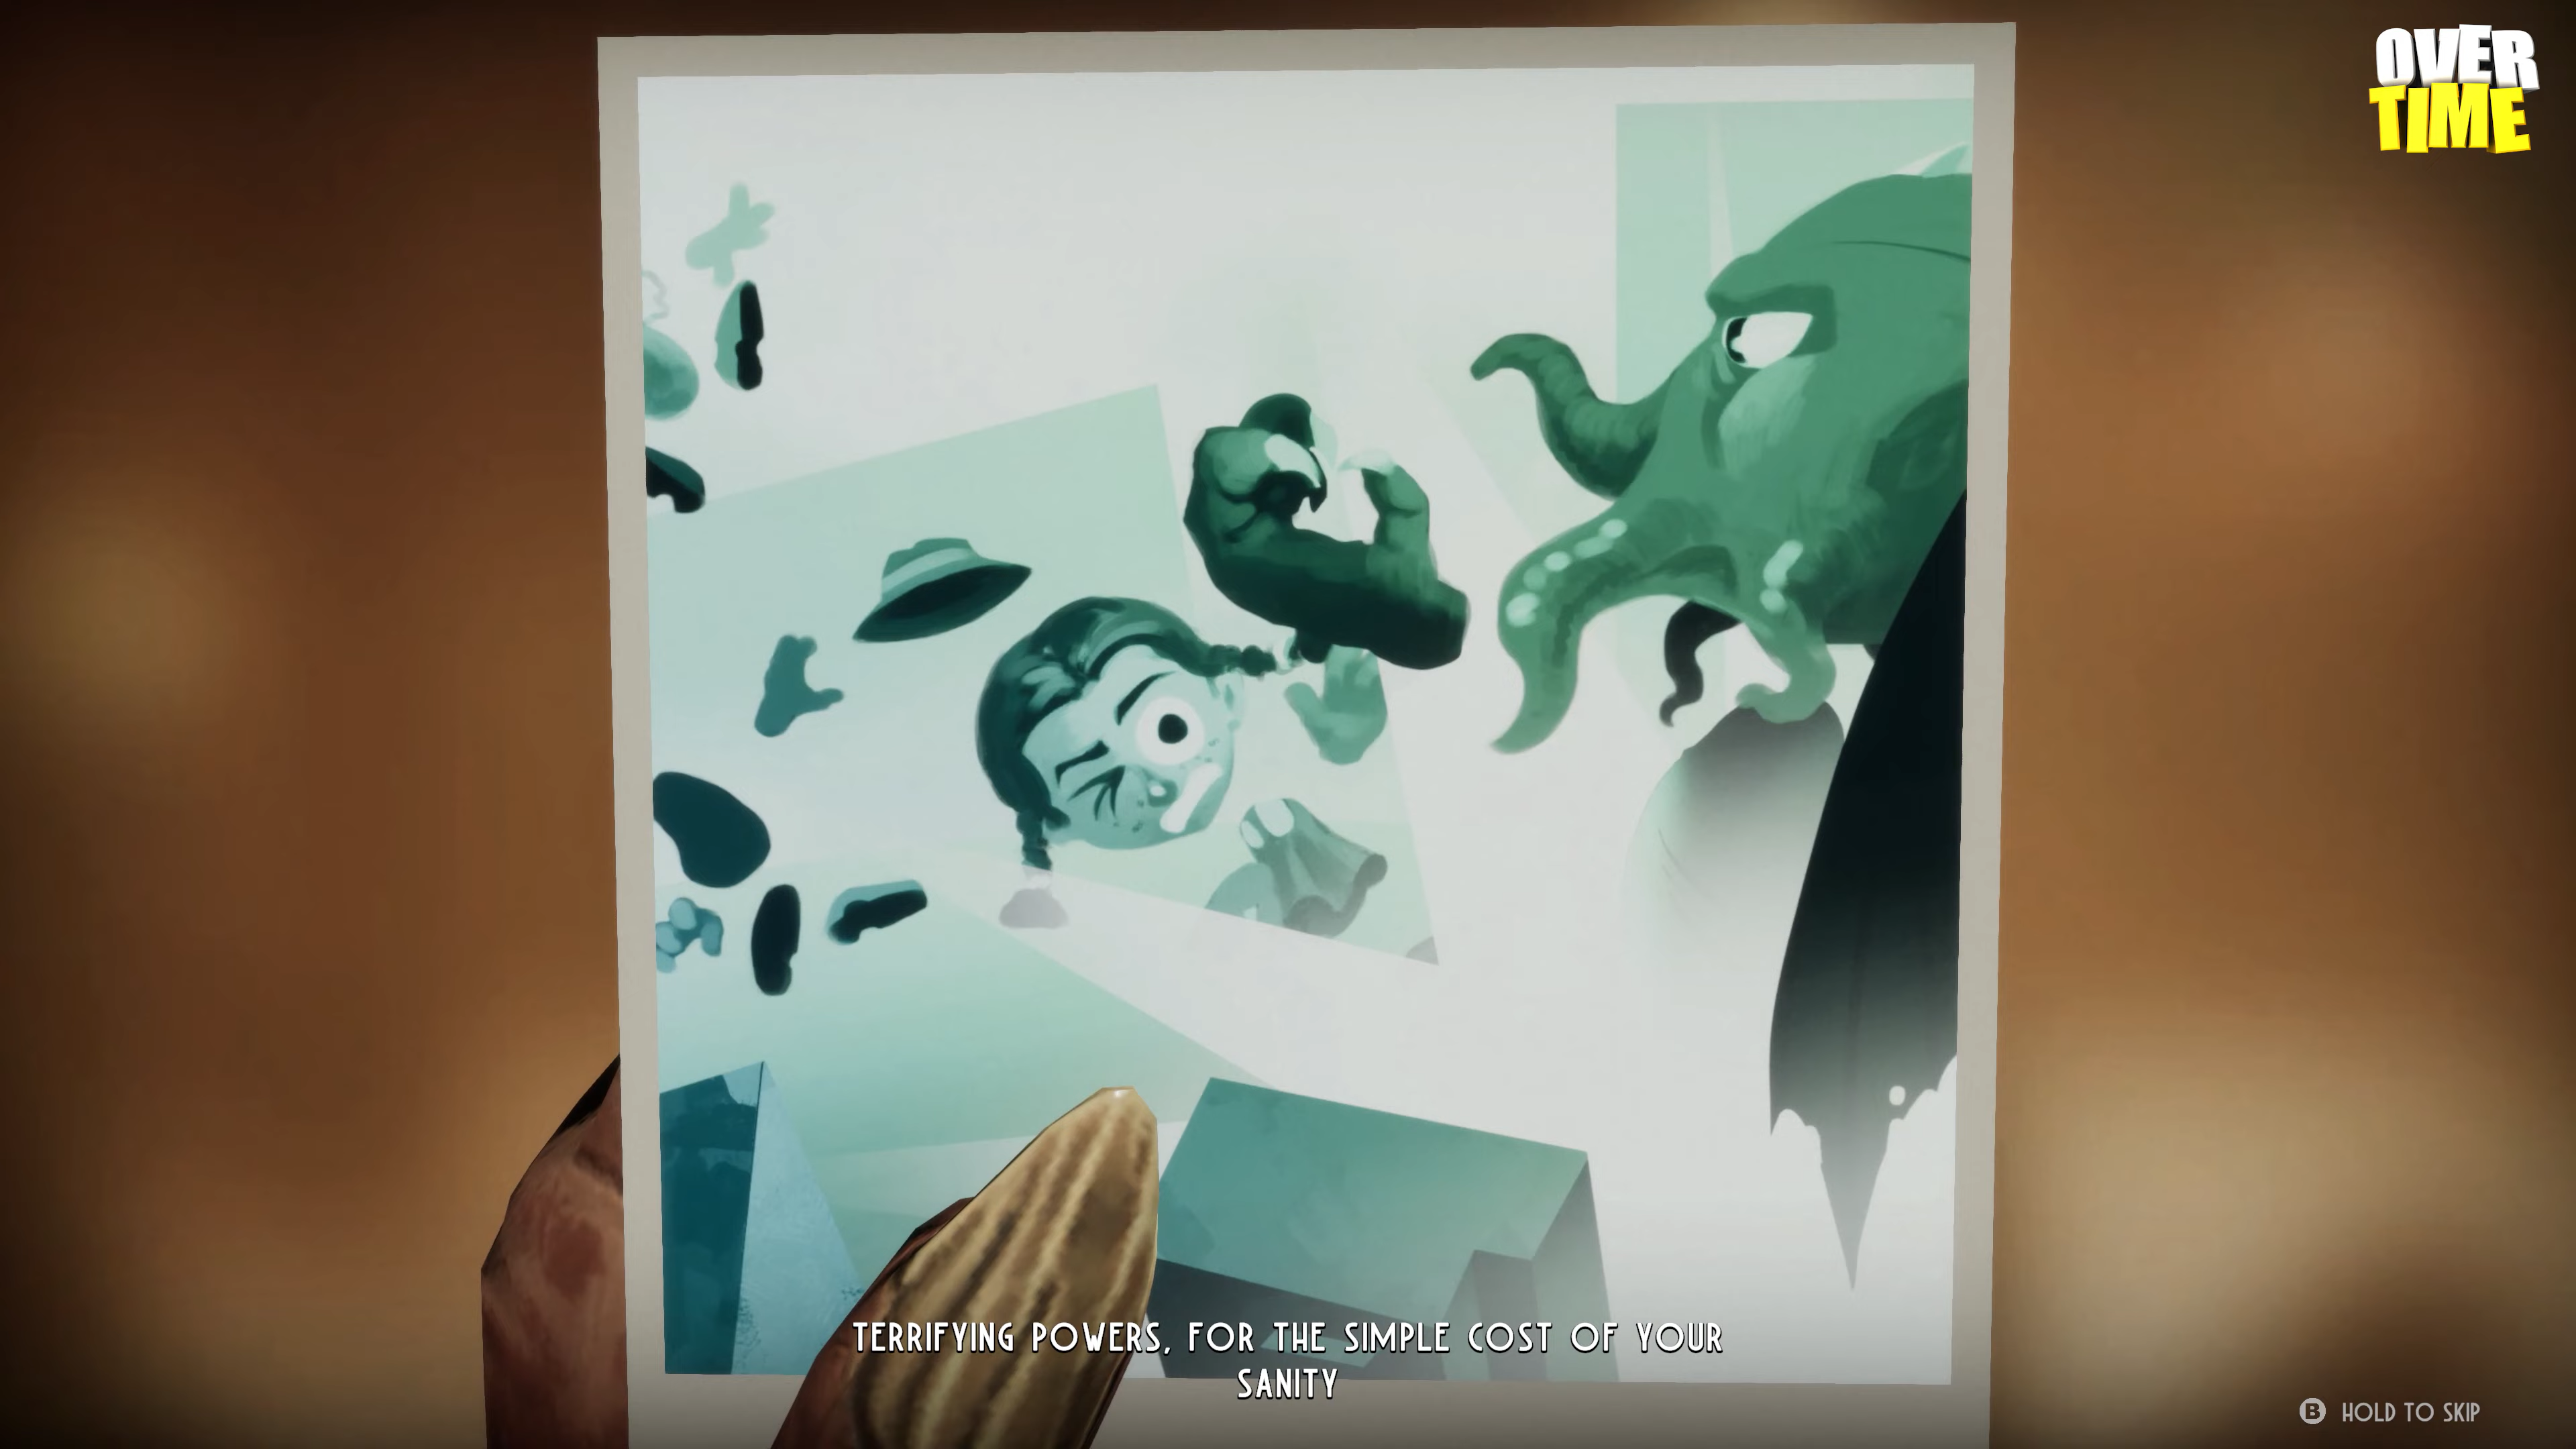 OVER
TIME
TERRIFYING POWERS, FOR THE SIMPLE COST OF YOUR
SANITY
B HOLD TO SKIP